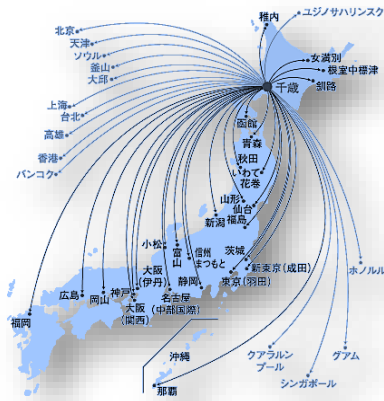 稚内
ユジノサハリンスク
北京
天津
ソウル
釜山
大邱
女満別
根室中標津
釧路
千歳
上海
台北
高雄
香港
バンコク
函館
青森
秋田
いわて
花巻
山形
仙台
福島
新潟
小松
富
山
信州
まつもと
茨城
新東京(成田)
東京(羽田)
静岡
大阪
(伊丹)
神戸
名古屋
(中部国際)
大阪
(関西)
岡山
広島
福岡
沖縄
那覇
ホノルル
グアム
クアラルン
プール
シンガポール